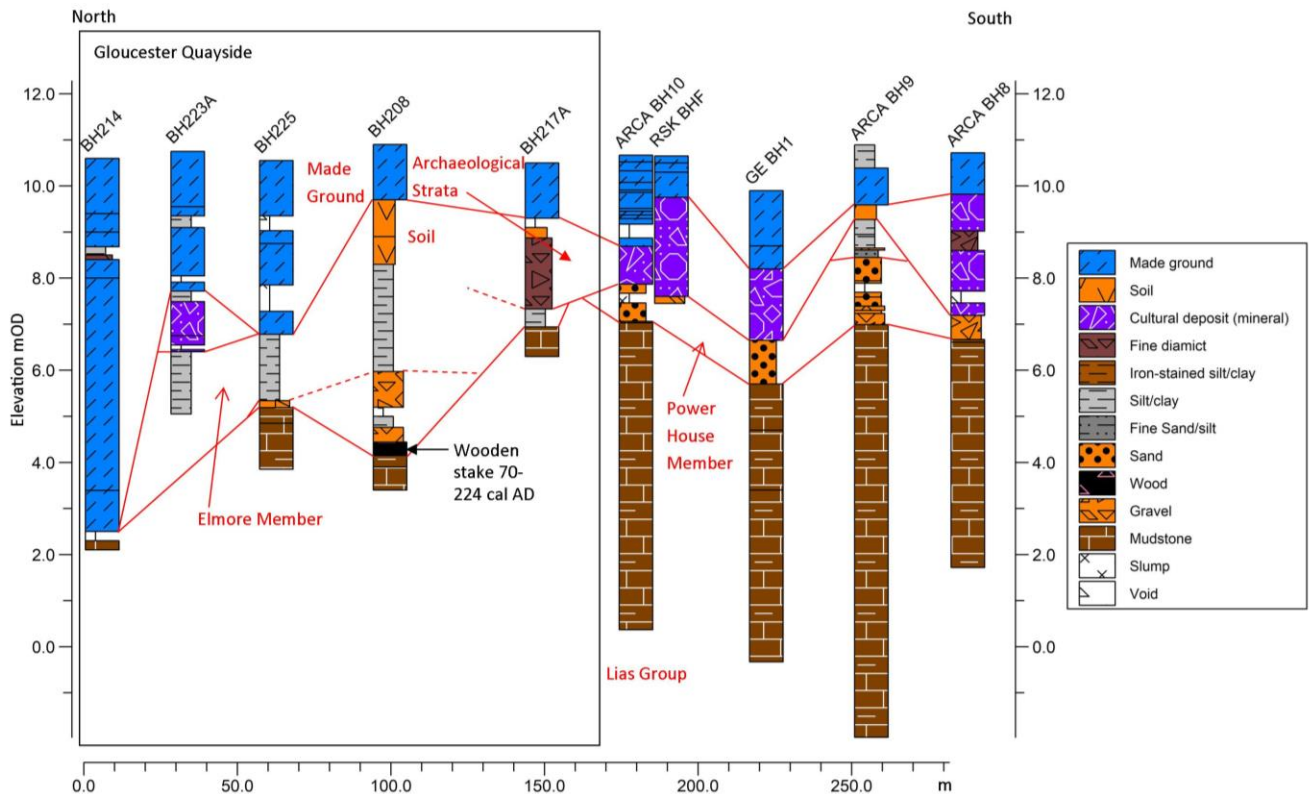 North
South
Gloucester Quayside
BH214
BH223A
BH225
BH208
BH217A
ARCA BH10
RSK BHF
GE BH1
ARCA BH9
ARCA BH8
Elevation mOD
12.0
10.0
8.0
6.0
4.0
2.0
0.0
12.0
10.0
8.0
6.0
4.0
2.0
0.0
Made
Ground
Archaeological
Strata
Soil
Elmore Member
Wooden
stake 70-
224 cal AD
Power
House
Member
Lias Group
0.0
50.0
100.0
150.0
200.0
250.0
m
Made ground
Soil
Cultural deposit (mineral)
Fine diamict
Iron-stained silt/clay
Silt/clay
Fine Sand/silt
Sand
Wood
Gravel
Mudstone
Slump
Void